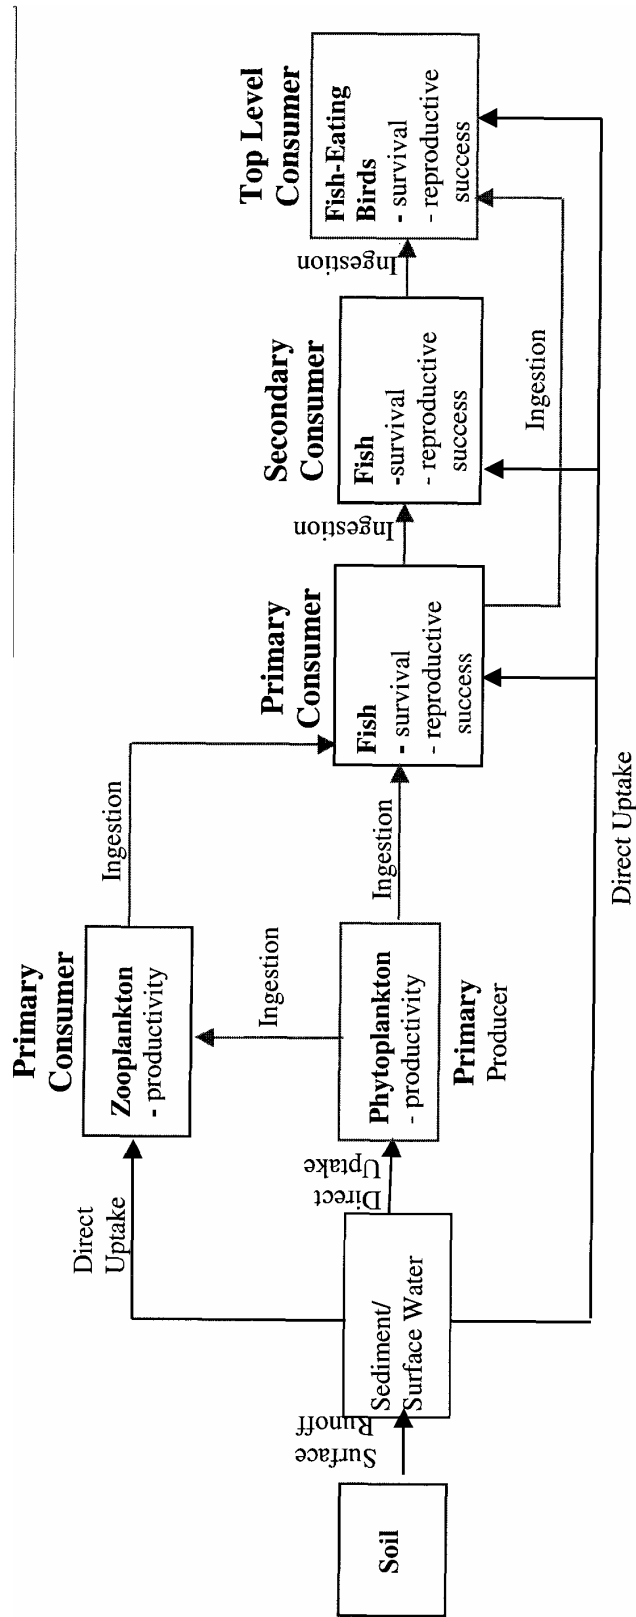 Soil
Surface
Runoff
Sediment/
Surface Water
Direct
Uptake
Direct
Uptake
Primary
Consumer
Zooplankton
- productivity
Ingestion
Phytoplankton
- productivity
Primary
Producer
Ingestion
Ingestion
Primary
Consumer
Fish
- survival
- reproductive
success
Ingestion
Secondary
Consumer
Fish
-survival
- reproductive
success
Ingestion
Top Level
Consumer
Fish-Eating
Birds
- survival
- reproductive
success
Ingestion
Direct Uptake